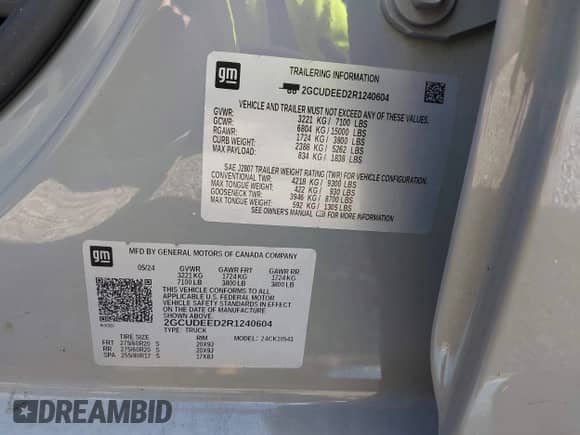 gm
TRAILERING INFORMATION
2GCUDEED2R1240604
VEHICLE AND TRAILER MUST NOT EXCEED ANY OF THESE VALUES.
GVWR: 3221 KG / 7100 LBS
GCWR: 6804 KG / 15000 LBS
RGAWR: 1724 KG / 3800 LBS
CURB WEIGHT: 2388 KG / 5262 LBS
MAX PAYLOAD: 834 KG / 1838 LBS
SAE J2807 TRAILER WEIGHT RATING (TWR) FOR VEHICLE CONFIGURATION.
CONVENTIONAL TWR: 4218 KG / 9300 LBS
MAX TONGUE WEIGHT: 422 KG / 930 LBS
GOOSENECK TWR: 3946 KG / 8700 LBS
MAX TONGUE WEIGHT: 592 KG / 1305 LBS
SEE OWNER'S MANUAL FOR MORE INFORMATION
gm
MFD BY GENERAL MOTORS OF CANADA COMPANY
05/24 GVWR GAWR FRT GAWR RR
3221 KG 1724 KG 1724 KG
7100 LB 3800 LB 3800 LB
THIS VEHICLE CONFORMS TO ALL
APPLICABLE U.S. FEDERAL MOTOR
VEHICLE SAFETY STANDARDS IN EFFECT
ON THE DATE OF MANUFACTURE
SHOWN ABOVE.
2GCUDEED2R1240604
TYPE: TRUCK
TIRE SIZE RIM MODEL: 24CK10543
FRT 275/60R20 S 20X9J
RR 275/60R20 S 20X9J
SPA 255/80R17 S 17X8J
DREAMBID